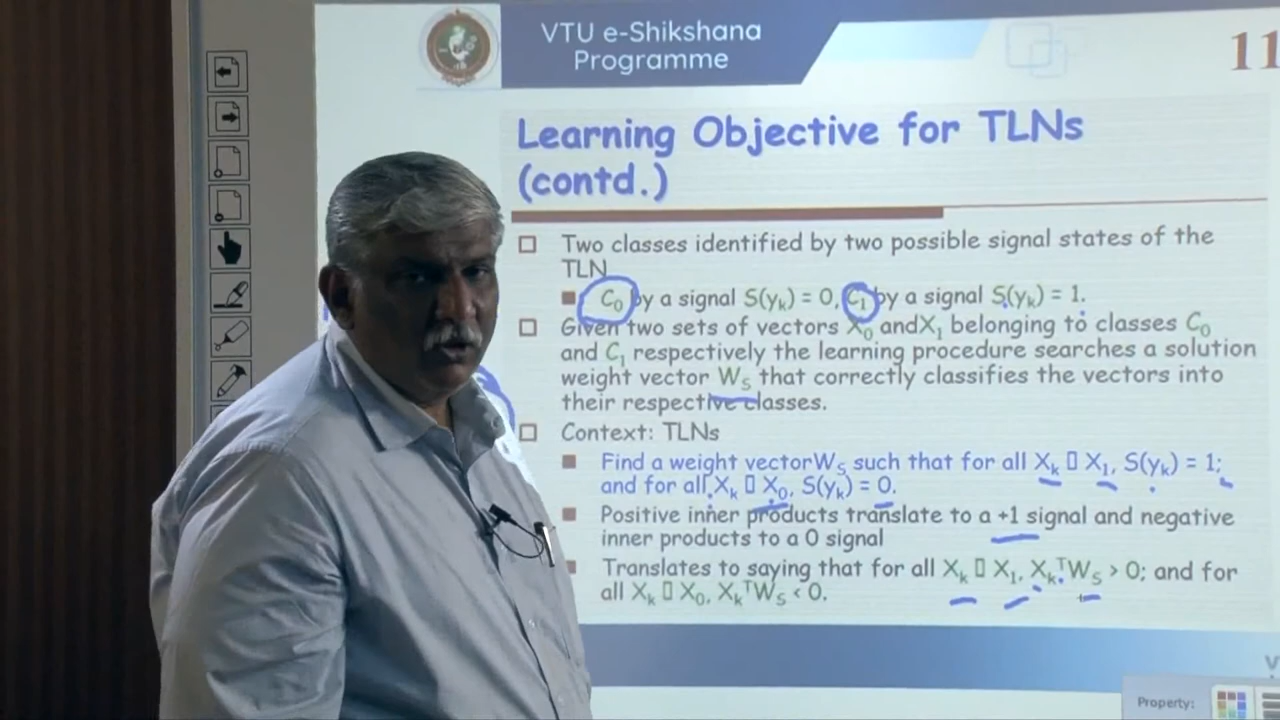 VTU e-Shikshana
Programme
11
Learning Objective for TLNs
(contd.)
Two classes identified by two possible signal states of the
TLN
C₀ by a signal S(yₖ) = 0, C₁ by a signal S(yₖ) = 1.
Given two sets of vectors X₀ andX₁ belonging to classes C₀
and C₁ respectively the learning procedure searches a solution
weight vector Wₛ that correctly classifies the vectors into
their respective classes.
Context: TLNs
Find a weight vectorWₛ such that for all Xₖ ▯ X₁, S(yₖ) = 1;
and for all Xₖ ▯ X₀, S(yₖ) = 0.
Positive inner products translate to a +1 signal and negative
inner products to a 0 signal
Translates to saying that for all Xₖ ▯ X₁, XₖᵀWₛ > 0; and for
all Xₖ ▯ X₀, XₖᵀWₛ < 0.
Property: